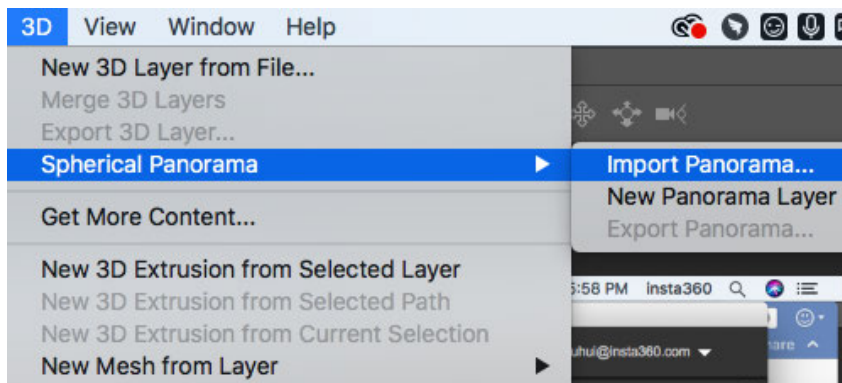 3D View Window Help
New 3D Layer from File...
Merge 3D Layers
Export 3D Layer...
Spherical Panorama
Import Panorama...
New Panorama Layer
Export Panorama...
Get More Content...
New 3D Extrusion from Selected Layer
New 3D Extrusion from Selected Path
New 3D Extrusion from Current Selection
New Mesh from Layer
:58 PM insta360
uhui@insta360.com
are